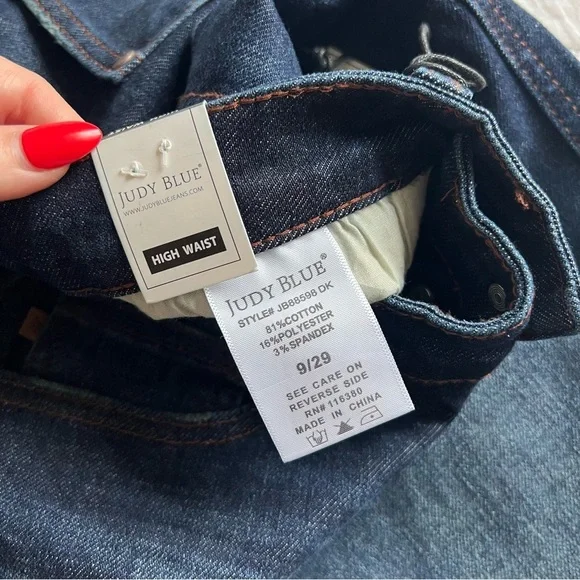 JUDY BLUE®
WWW.JUDYBLUEJEANS.COM
HIGH WAIST
JUDY BLUE®
STYLE# JB88598 DK
81%COTTON
16%POLYESTER
3% SPANDEX
9/29
SEE CARE ON
REVERSE SIDE
RN# 116380
MADE IN CHINA